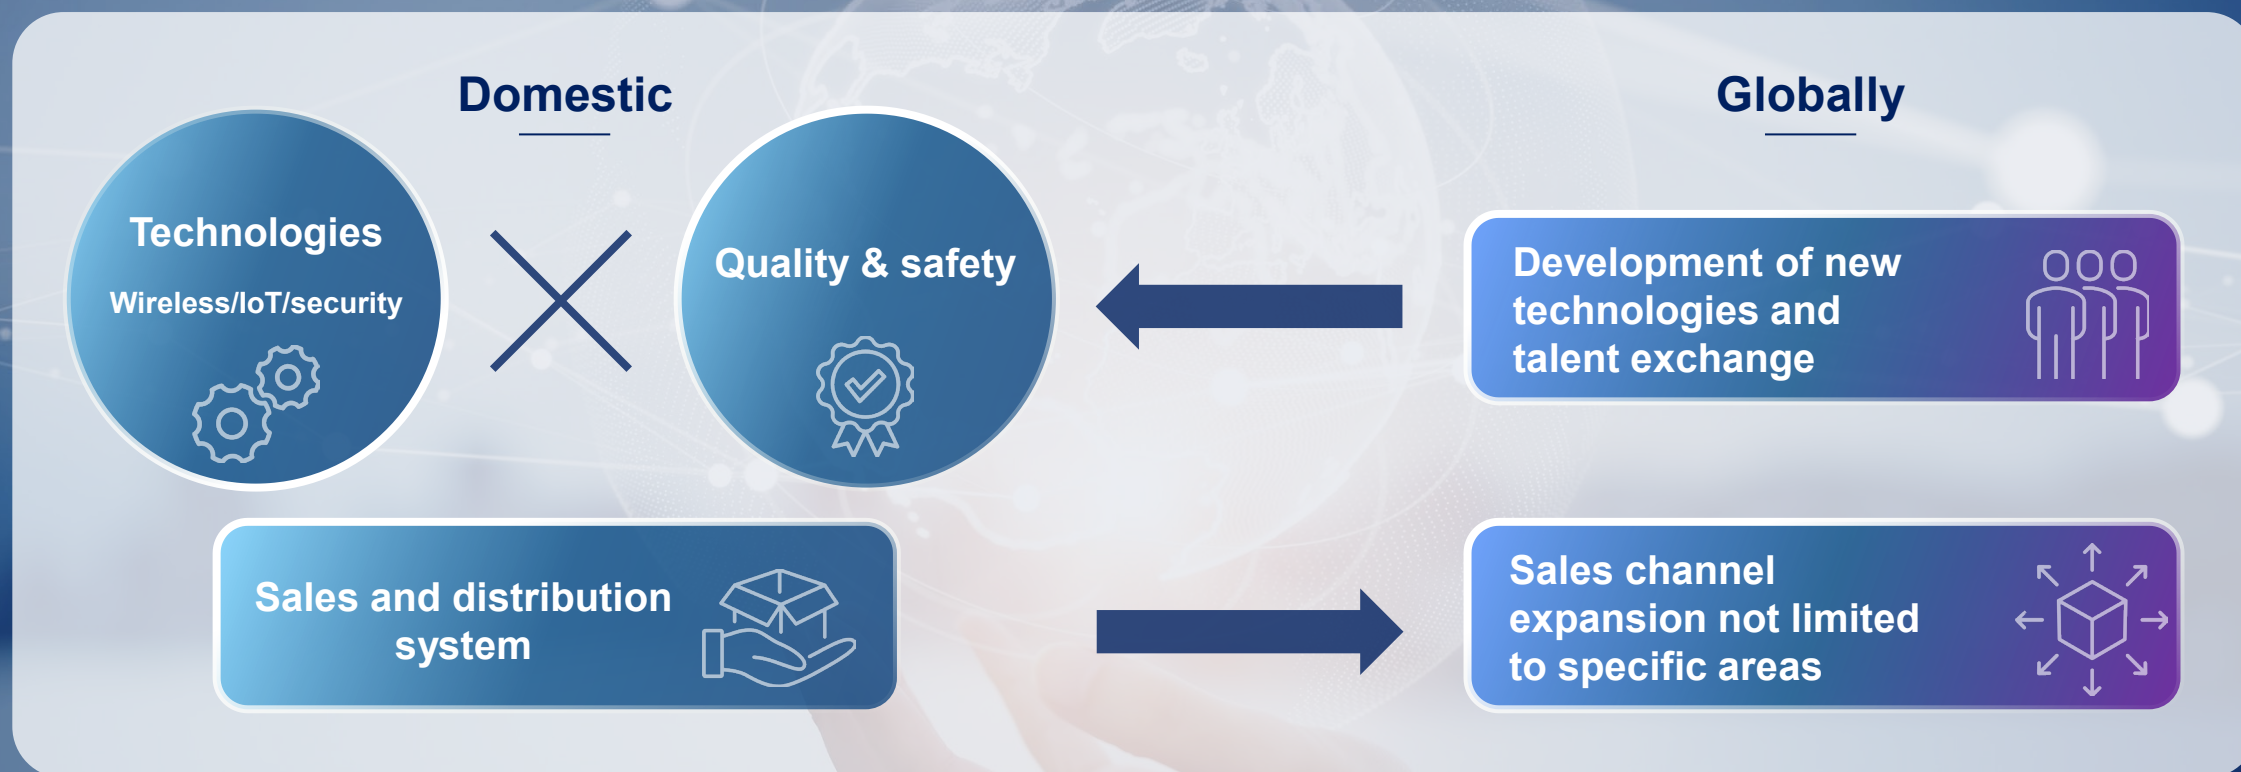 Domestic
Technologies
Wireless/IoT/security
Quality & safety
Sales and distribution
system
Globally
Development of new
technologies and
talent exchange
Sales channel
expansion not limited
to specific areas